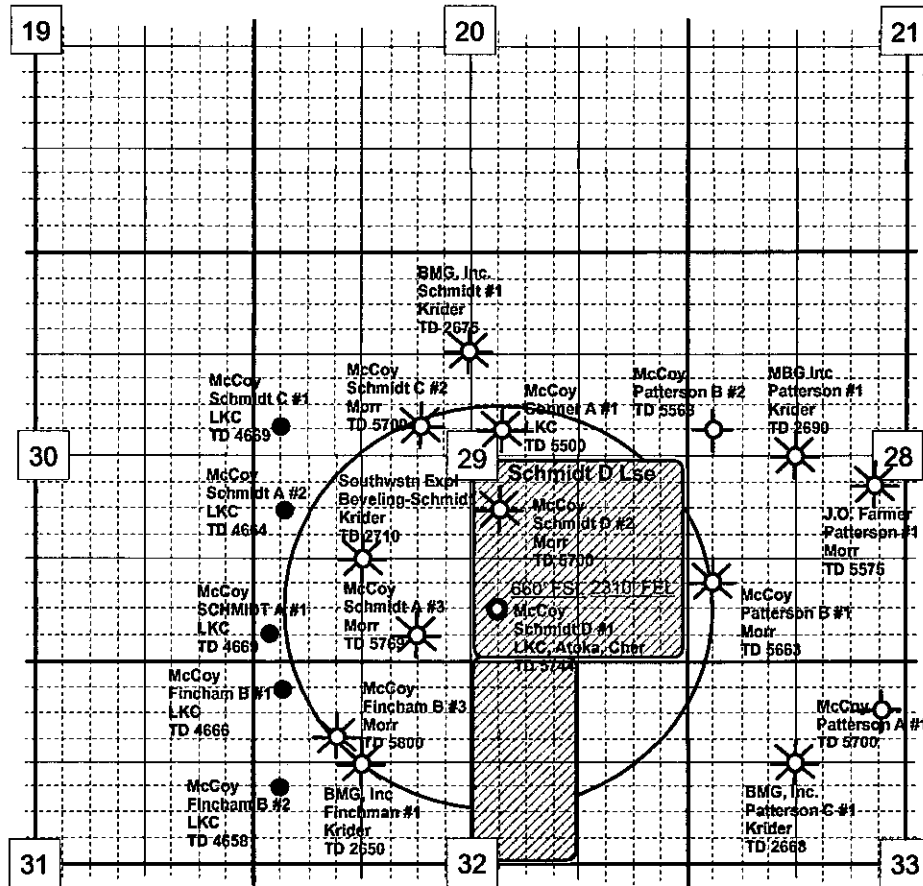 19
20
21
BMG, Inc.
Schmidt #1
Krider
TD 2675
McCoy
Schmidt C #1
LKC
TD 4669
McCoy
Schmidt C #2
Morr
TD 5700
McCoy
Conner A #1
LKC
TD 5500
McCoy
Patterson B #2
TD 5563
MBG Inc
Patterson #1
Krider
TD 2690
30
29
28
McCoy
Schmidt A #2
LKC
TD 4664
Southwstn Expl
Beveling-Schmidt
Krider
TD 2710
Schmidt D Lse
McCoy
Schmidt D #2
Morr
TD 5700
J.O. Farmer
Patterson #1
Morr
TD 5575
McCoy
SCHMIDT A #1
LKC
TD 4669
McCoy
Schmidt A #3
Morr
TD 5769
660' FSL 2310' FEL
McCoy
Schmidt D #1
LKC, Atoka, Cher
TD 5744
McCoy
Patterson B #1
Morr
TD 5663
McCoy
Fincham B #1
LKC
TD 4666
McCoy
Fincham B #3
Morr
TD 5800
McCoy
Patterson A #1
TD 5700
McCoy
Fincham B #2
LKC
TD 4658
BMG, Inc
Finchman #1
Krider
TD 2650
BMG, Inc.
Patterson C #1
Krider
TD 2668
31
32
33